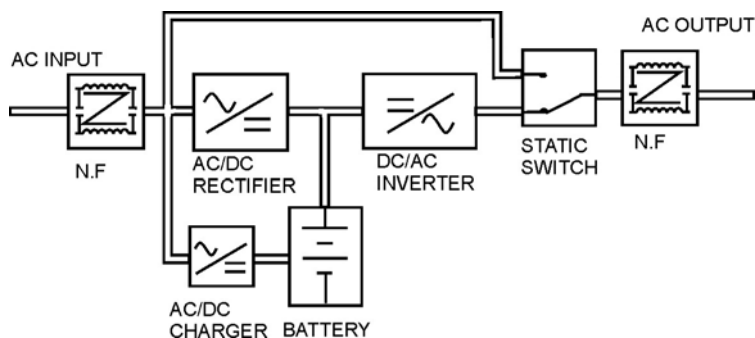 AC INPUT
AC OUTPUT
N.F
AC/DC
RECTIFIER
DC/AC
INVERTER
STATIC
SWITCH
N.F
AC/DC
CHARGER
BATTERY